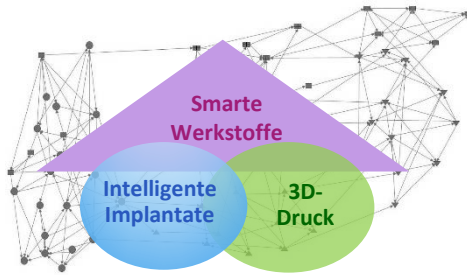 Smarte
Werkstoffe
Intelligente
Implantate
3D-
Druck